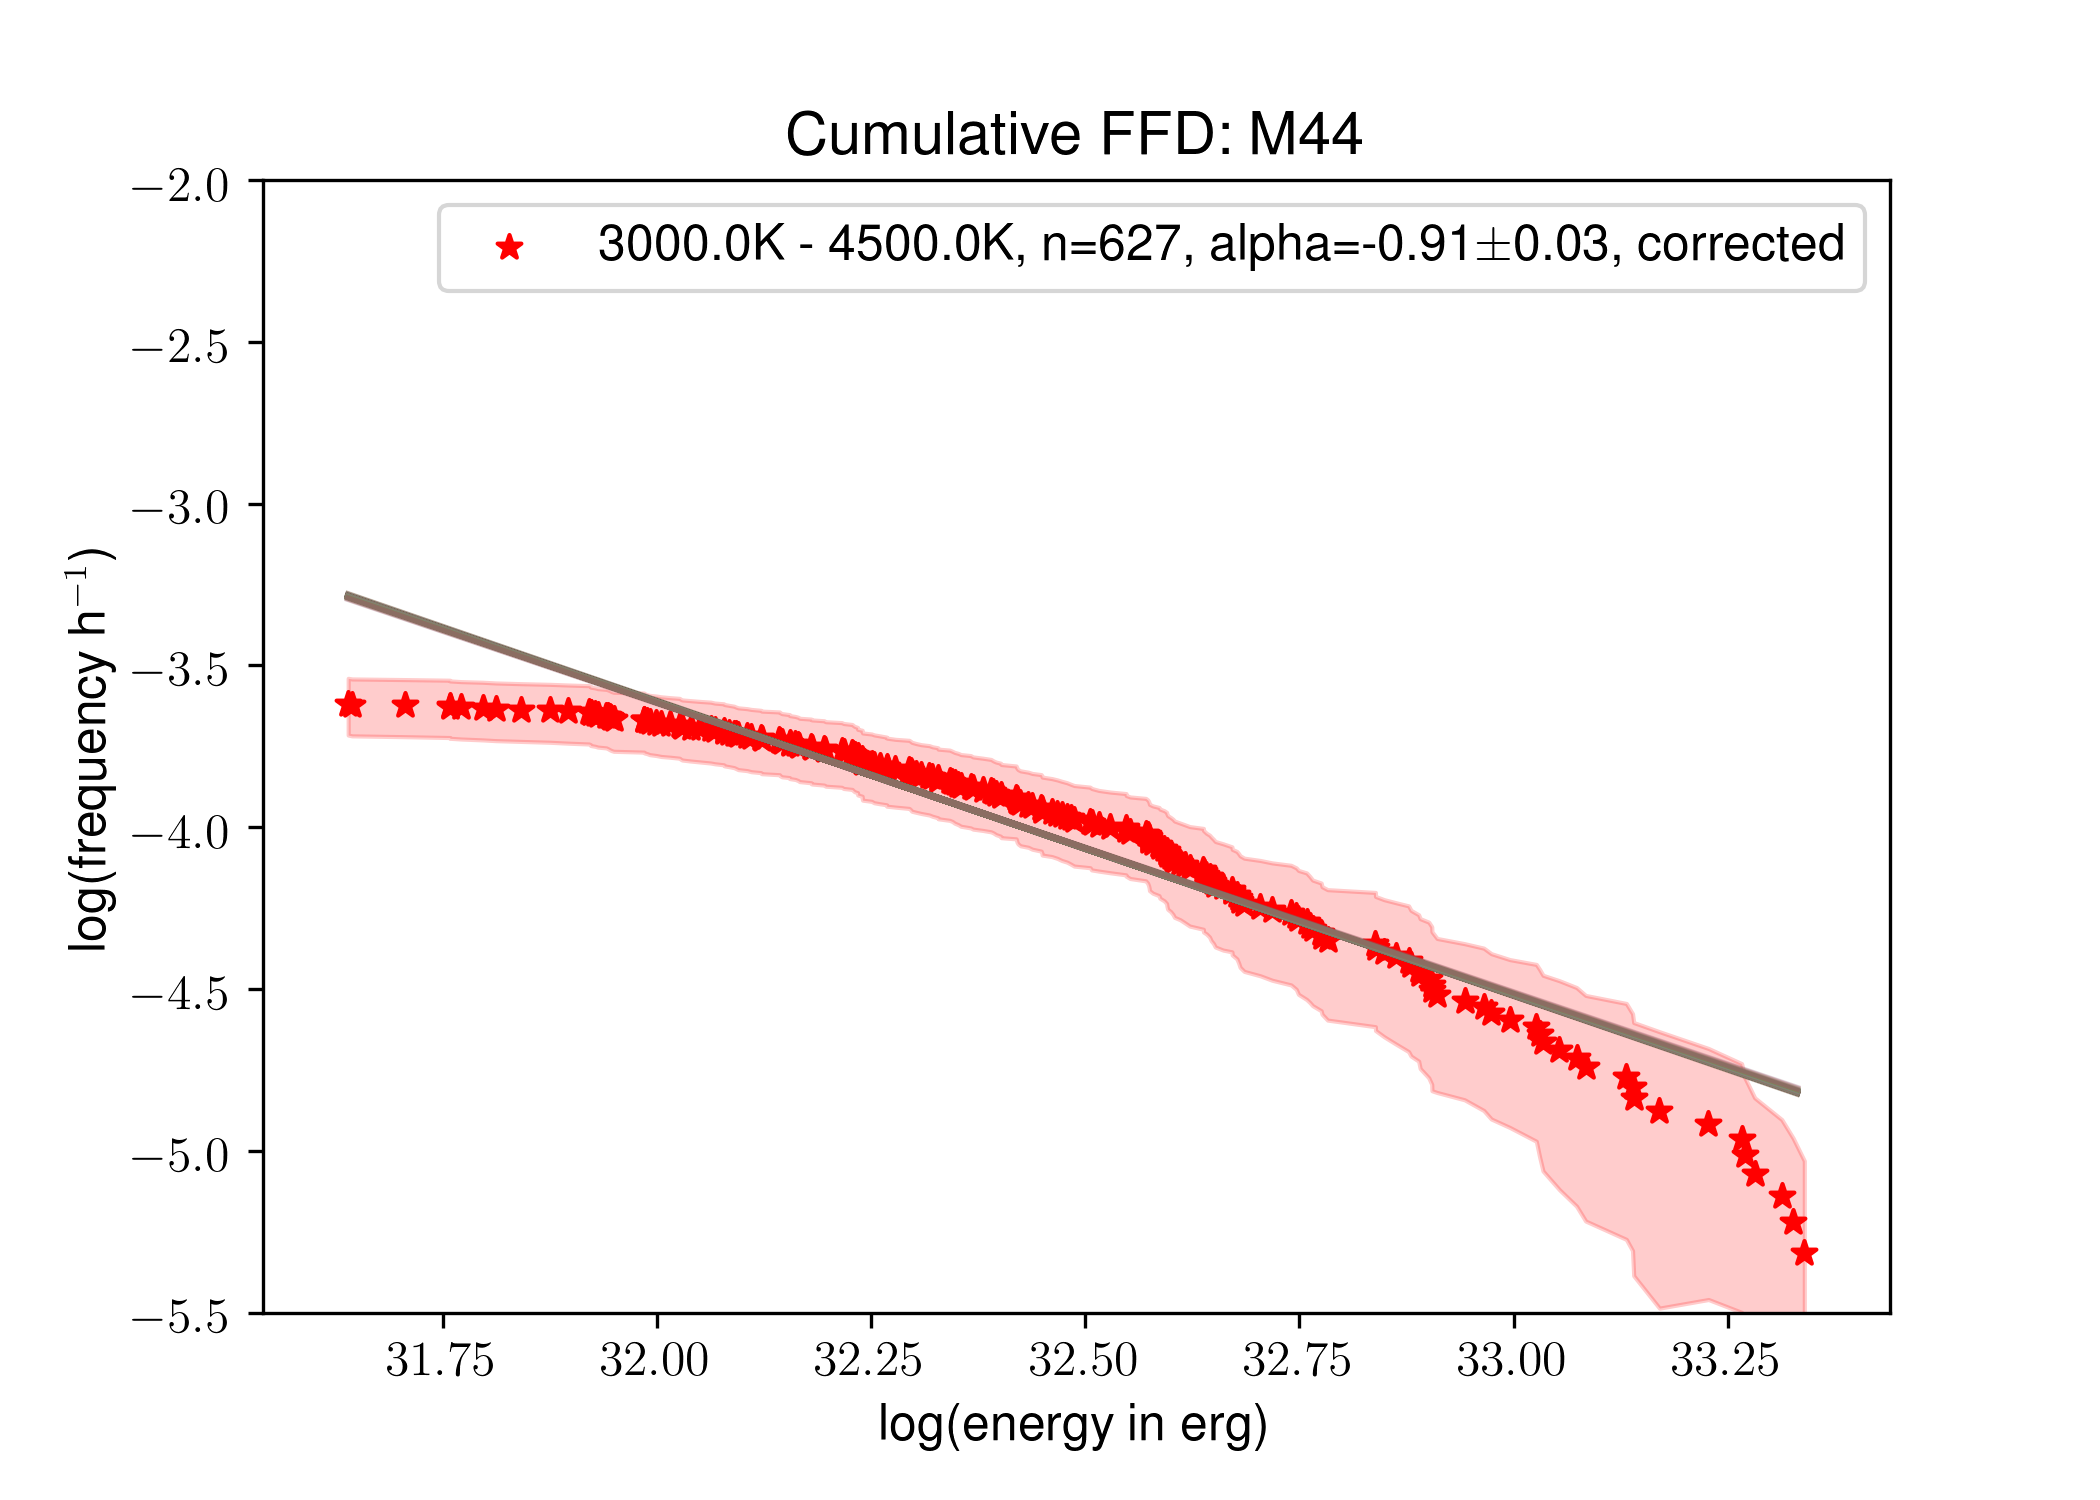 Cumulative FFD: M44
3000.0K - 4500.0K, n=627, alpha=-0.91±0.03, corrected
−2.0
−2.5
−3.0
−3.5
−4.0
−4.5
−5.0
−5.5
log(frequency h⁻¹)
31.75 32.00 32.25 32.50 32.75 33.00 33.25
log(energy in erg)